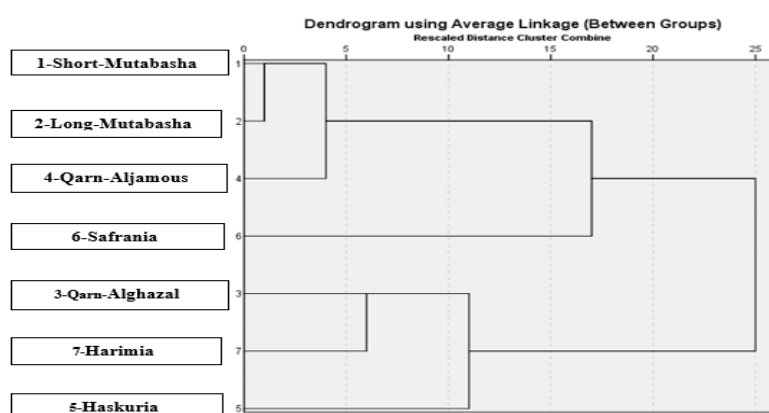 Dendrogram using Average Linkage (Between Groups)
Rescaled Distance Cluster Combine
0 5 10 15 20 25
1-Short-Mutabasha 1
2-Long-Mutabasha 2
4-Qarn-Aljamous 4
6-Safrania 6
3-Qarn-Alghazal 3
7-Harimia 7
5-Haskuria 5